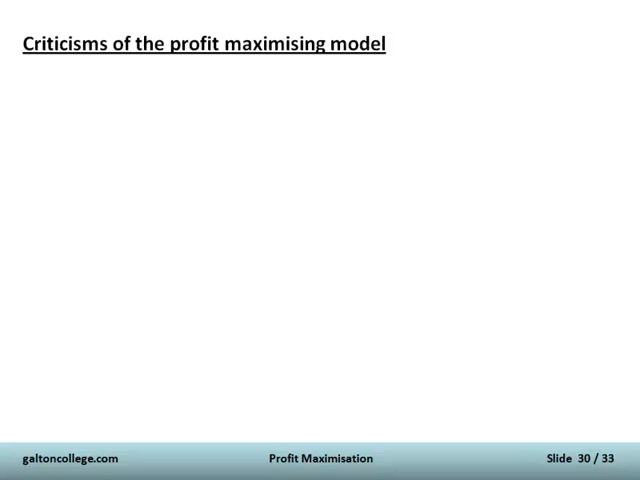 Criticisms of the profit maximising model
galtoncollege.com Profit Maximisation Slide 30 / 33